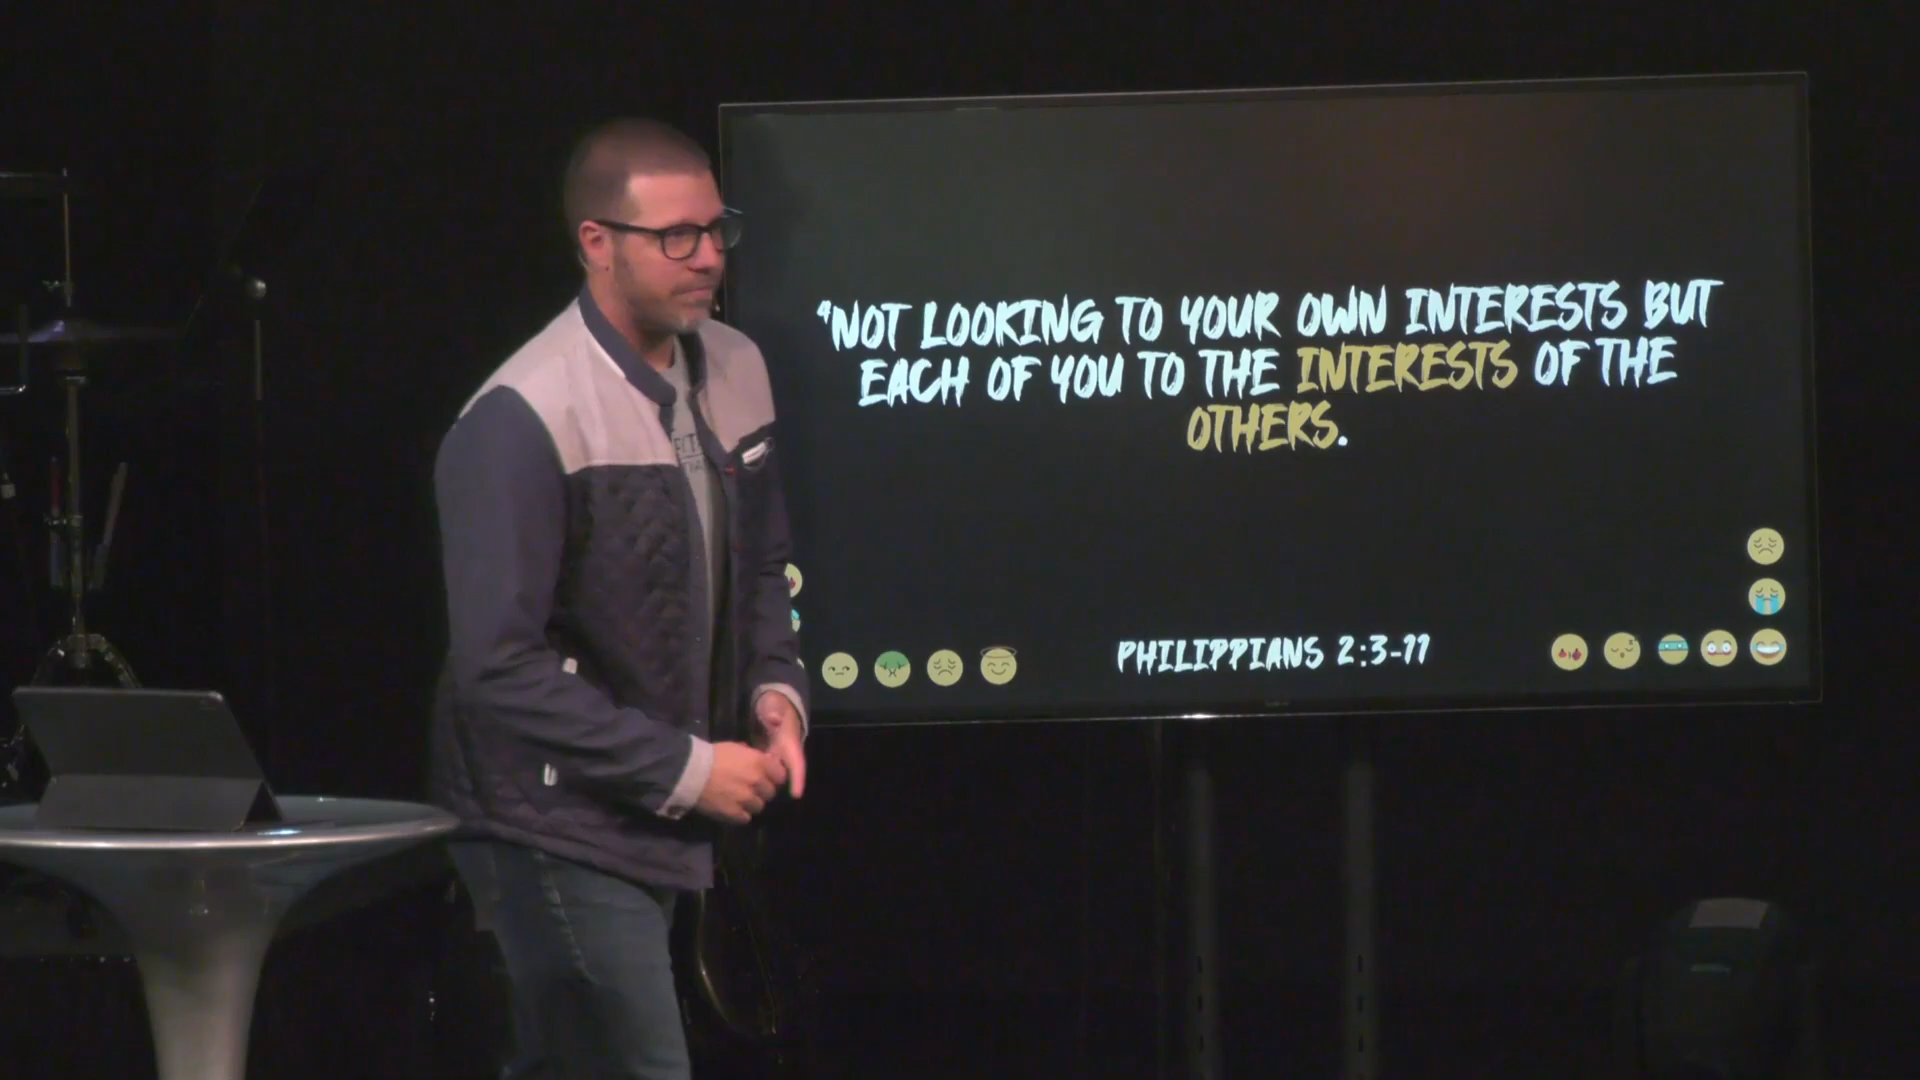 ⁴NOT LOOKING TO YOUR OWN INTERESTS BUT
EACH OF YOU TO THE INTERESTS OF THE
OTHERS.
PHILIPPIANS 2:3-11